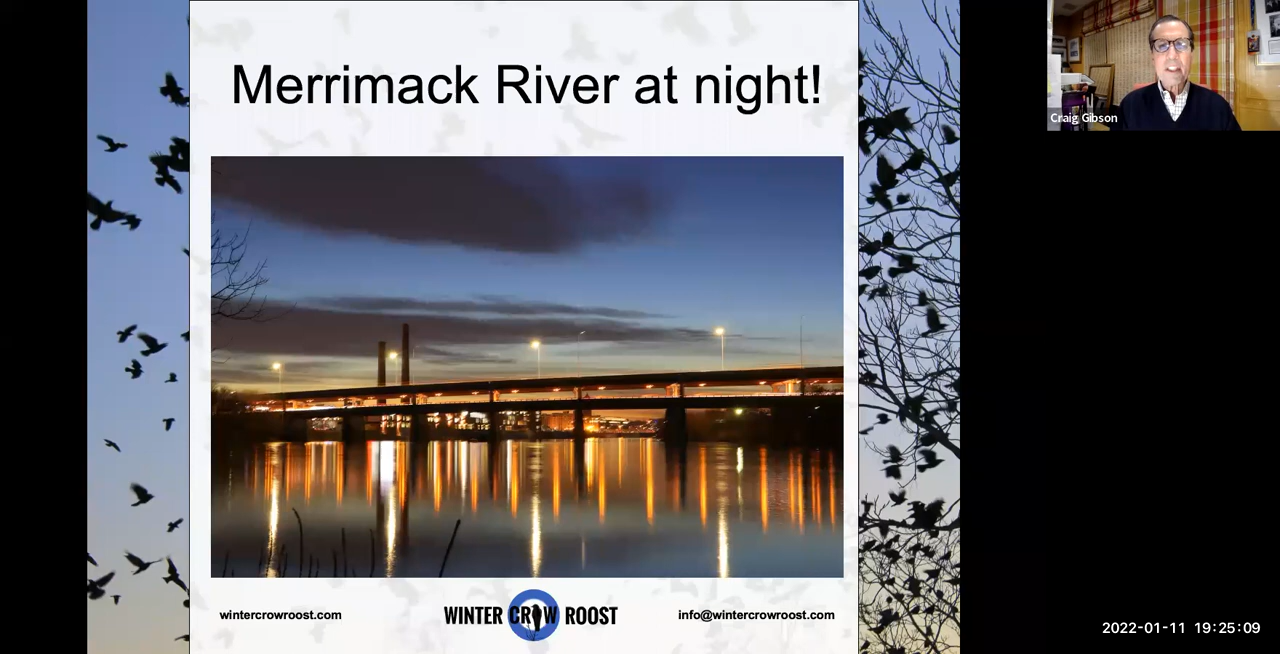 Merrimack River at night!
Craig Gibson
wintercrowroost.com
WINTER CROW ROOST
info@wintercrowroost.com
2022-01-11 19:25:09